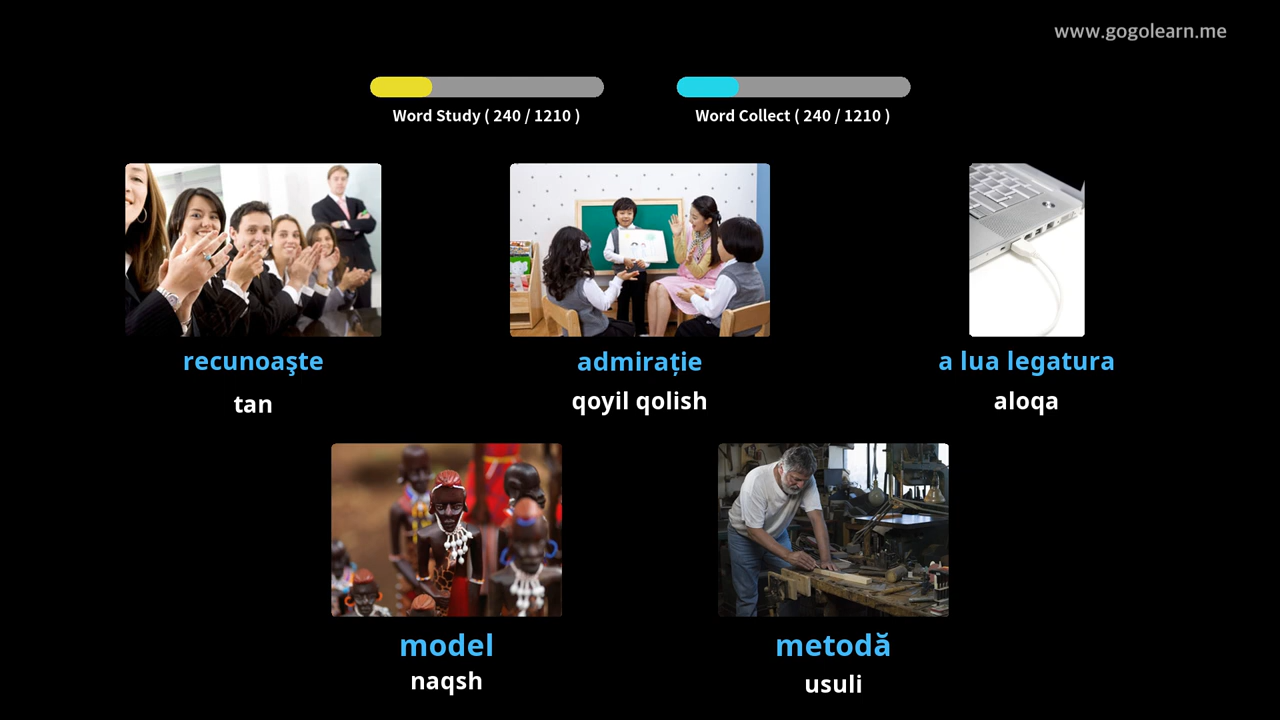 www.gogolearn.me
Word Study ( 240 / 1210 )
Word Collect ( 240 / 1210 )
recunoaşte
admirație
a lua legatura
tan
qoyil qolish
aloqa
model
metodă
naqsh
usuli